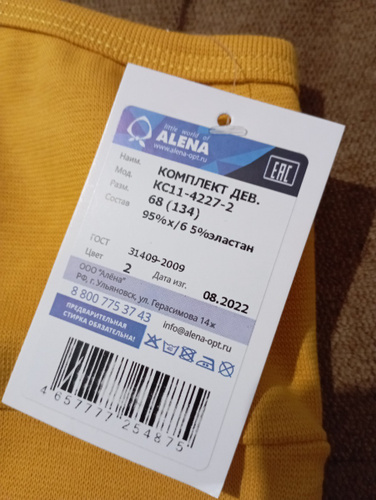 little world of
ALENA
www.alena-opt.ru
EAC
Наим. КОМПЛЕКТ ДЕВ.
Мод. КС11-4227-2
Разм. 68 (134)
Состав 95%х/б 5%эластан
ГОСТ 31409-2009
Цвет 2 Дата изг. 08.2022
ООО "Алёна"
РФ, г. Ульяновск, ул. Герасимова 14ж
8 800 775 37 43
info@alena-opt.ru
ПРЕДВАРИТЕЛЬНАЯ
СТИРКА ОБЯЗАТЕЛЬНА!
4 657777 254875